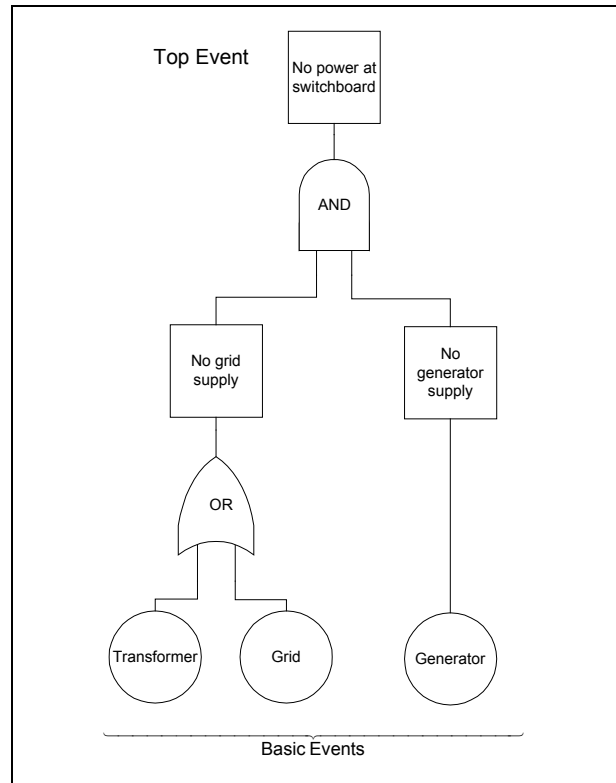 Top Event
No power at
switchboard
AND
No grid
supply
No
generator
supply
OR
Transformer
Grid
Generator
Basic Events